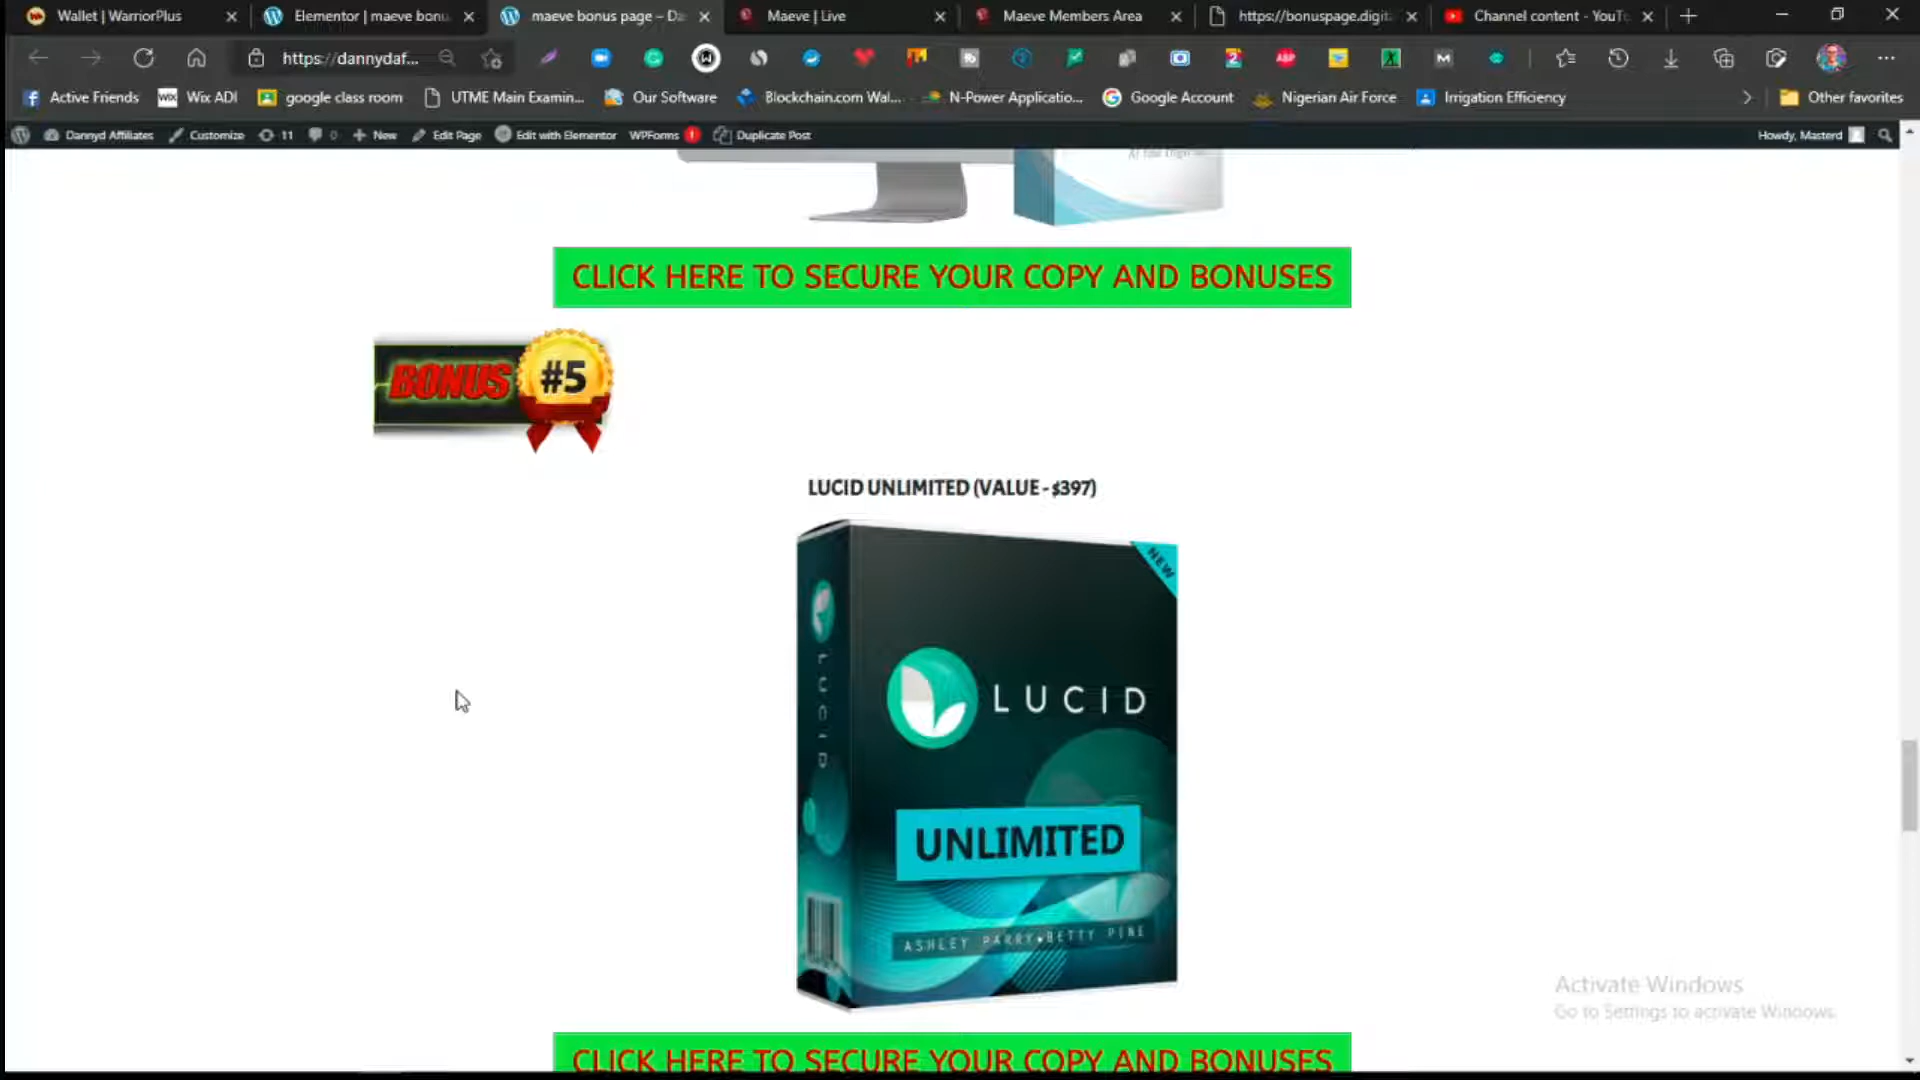 Wallet | WarriorPlus
Elementor | maeve bonu
maeve bonus page – Da
Maeve | Live
Maeve Members Area
https://bonuspage.digit
Channel content - YouTu
https://dannydaf...
Active Friends
WIX
Wix ADI
google class room
UTME Main Examin...
Our Software
Blockchain.com Wal...
N-Power Applicatio...
Google Account
Nigerian Air Force
Irrigation Efficiency
Other favorites
Dannyd Affiliates
Customize
11
0
New
Edit Page
Edit with Elementor
WPForms
1
Duplicate Post
Howdy, Masterd
CLICK HERE TO SECURE YOUR COPY AND BONUSES
BONUS
#5
LUCID UNLIMITED (VALUE - $397)
NEW
LUCID
LUCID
UNLIMITED
ASHLEY PARRY • BETTY PINE
Activate Windows
Go to Settings to activate Windows.
CLICK HERE TO SECURE YOUR COPY AND BONUSES